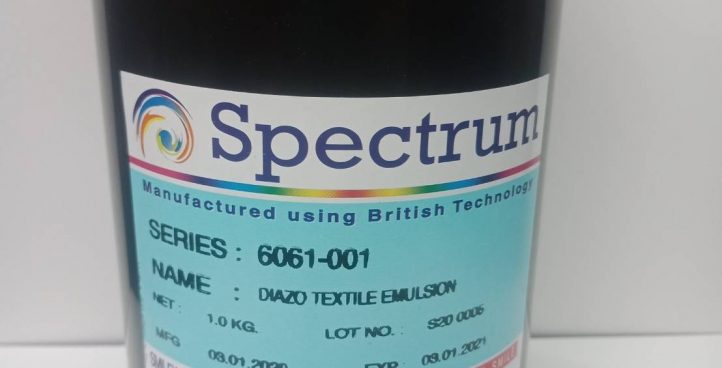 Spectrum
Manufactured using British Technology
SERIES : 6061-001
NAME : DIAZO TEXTILE EMULSION
NET : 1.0 KG. LOT NO. : S20 0005
MFG 09.01.2020 EXP 09.01.2021
SMILE!